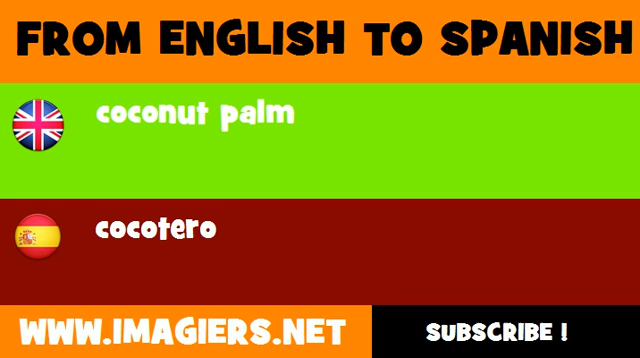 FROM ENGLISH TO SPANISH
coconut palm
cocotero
WWW.IMAGIERS.NET
SUBSCRIBE !